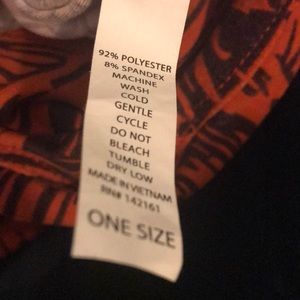 92% POLYESTER
8% SPANDEX
MACHINE
WASH
COLD
GENTLE
CYCLE
DO NOT
BLEACH
TUMBLE
DRY LOW
MADE IN VIETNAM
RN# 142161
ONE SIZE